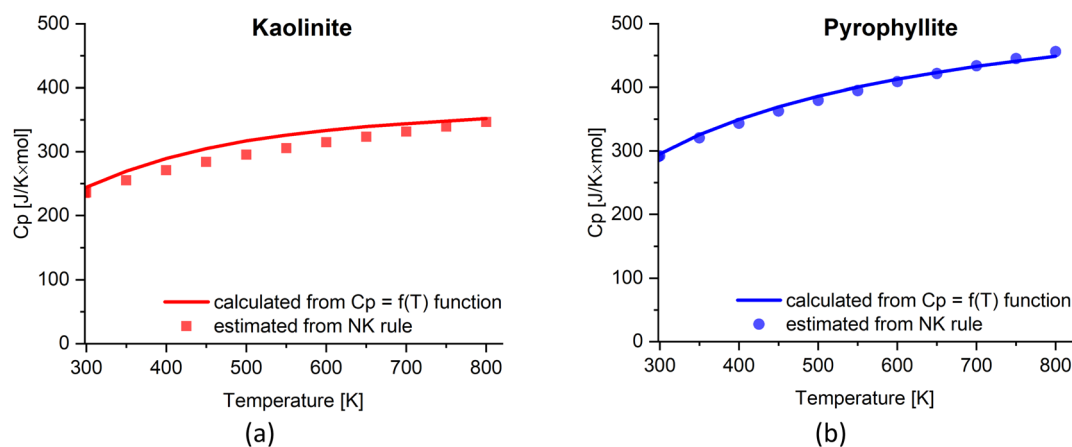 Kaolinite
500
400
300
200
100
0
Cp [J/K×mol]
calculated from Cp = f(T) function
estimated from NK rule
300 400 500 600 700 800
Temperature [K]
(a)
Pyrophyllite
500
400
300
200
100
0
Cp [J/K×mol]
calculated from Cp = f(T) function
estimated from NK rule
300 400 500 600 700 800
Temperature [K]
(b)